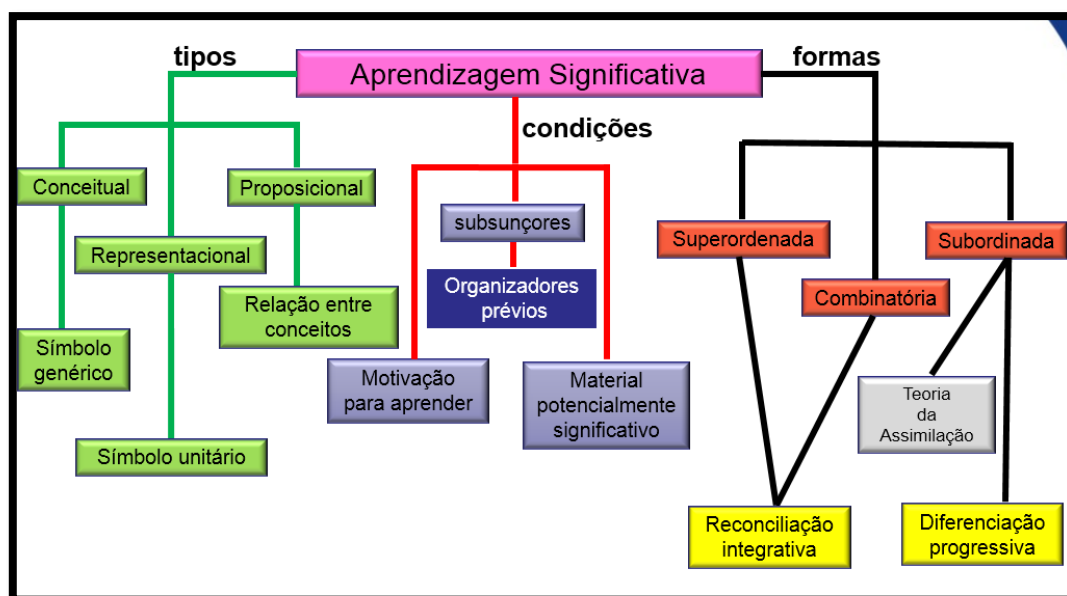 tipos
Aprendizagem Significativa
formas
condições
Conceitual
Proposicional
subsunçores
Representacional
Superordenada
Subordinada
Organizadores
prévios
Combinatória
Relação entre
conceitos
Símbolo
genérico
Motivação
para aprender
Material
potencialmente
significativo
Teoria
da
Assimilação
Símbolo unitário
Reconciliação
integrativa
Diferenciação
progressiva